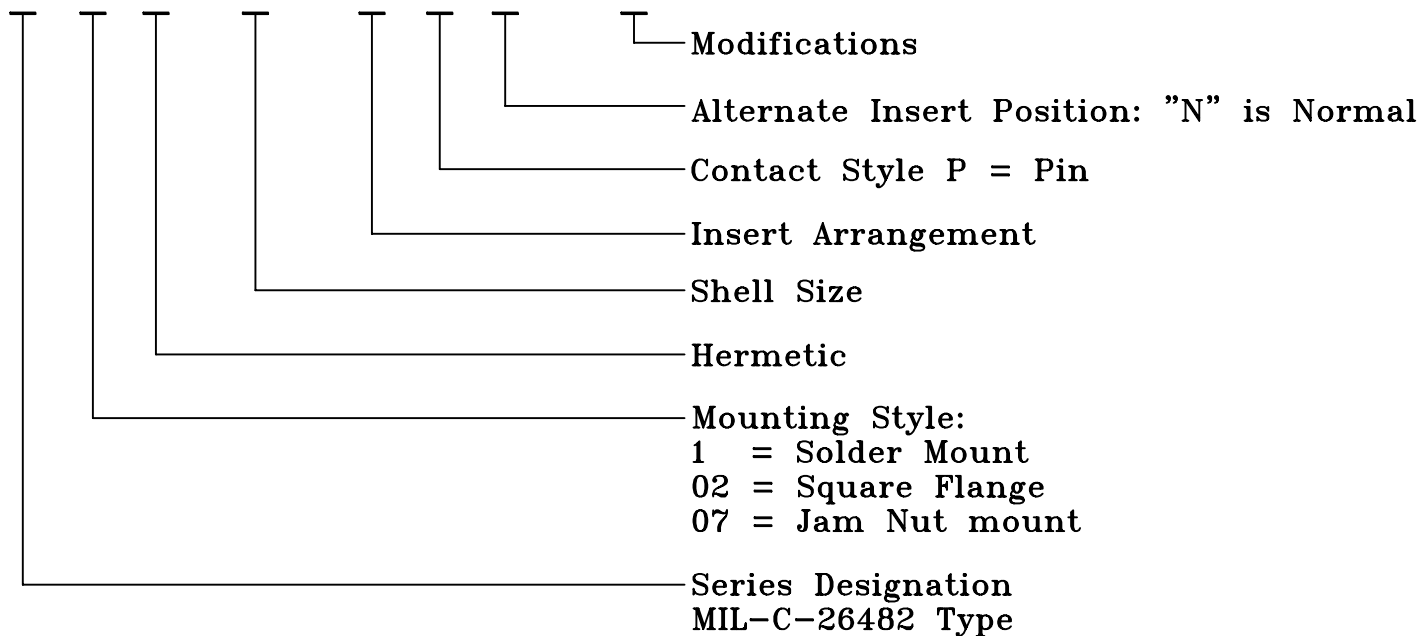 Modifications
Alternate Insert Position: "N" is Normal
Contact Style P = Pin
Insert Arrangement
Shell Size
Hermetic
Mounting Style:
1 = Solder Mount
02 = Square Flange
07 = Jam Nut mount
Series Designation
MIL-C-26482 Type